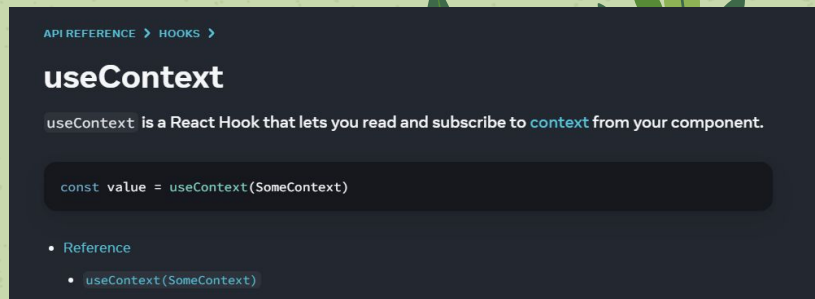 API REFERENCE > HOOKS >
useContext
useContext is a React Hook that lets you read and subscribe to context from your component.
const value = useContext(SomeContext)
• Reference
• useContext(SomeContext)